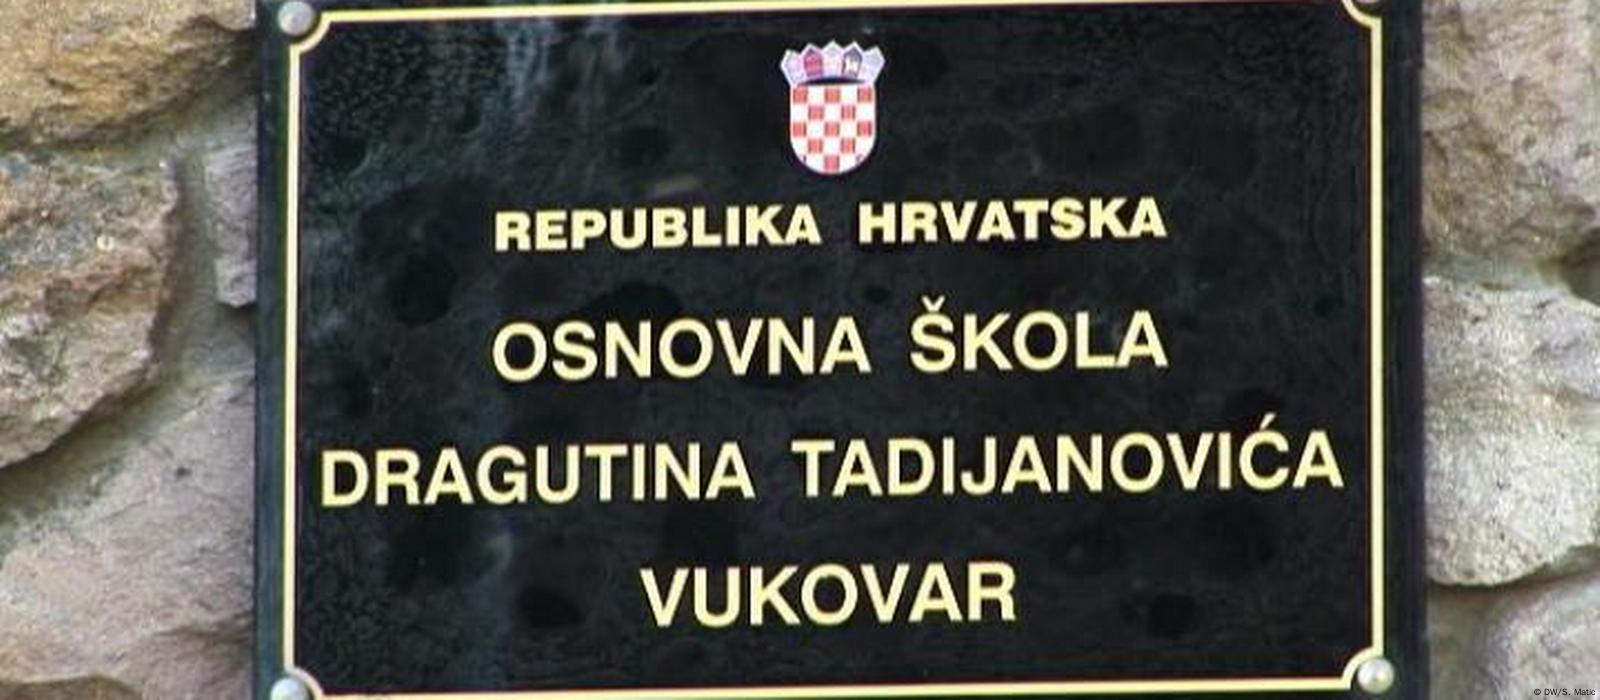 REPUBLIKA HRVATSKA
OSNOVNA ŠKOLA
DRAGUTINA TADIJANOVIĆA
VUKOVAR
© DW/S. Matic